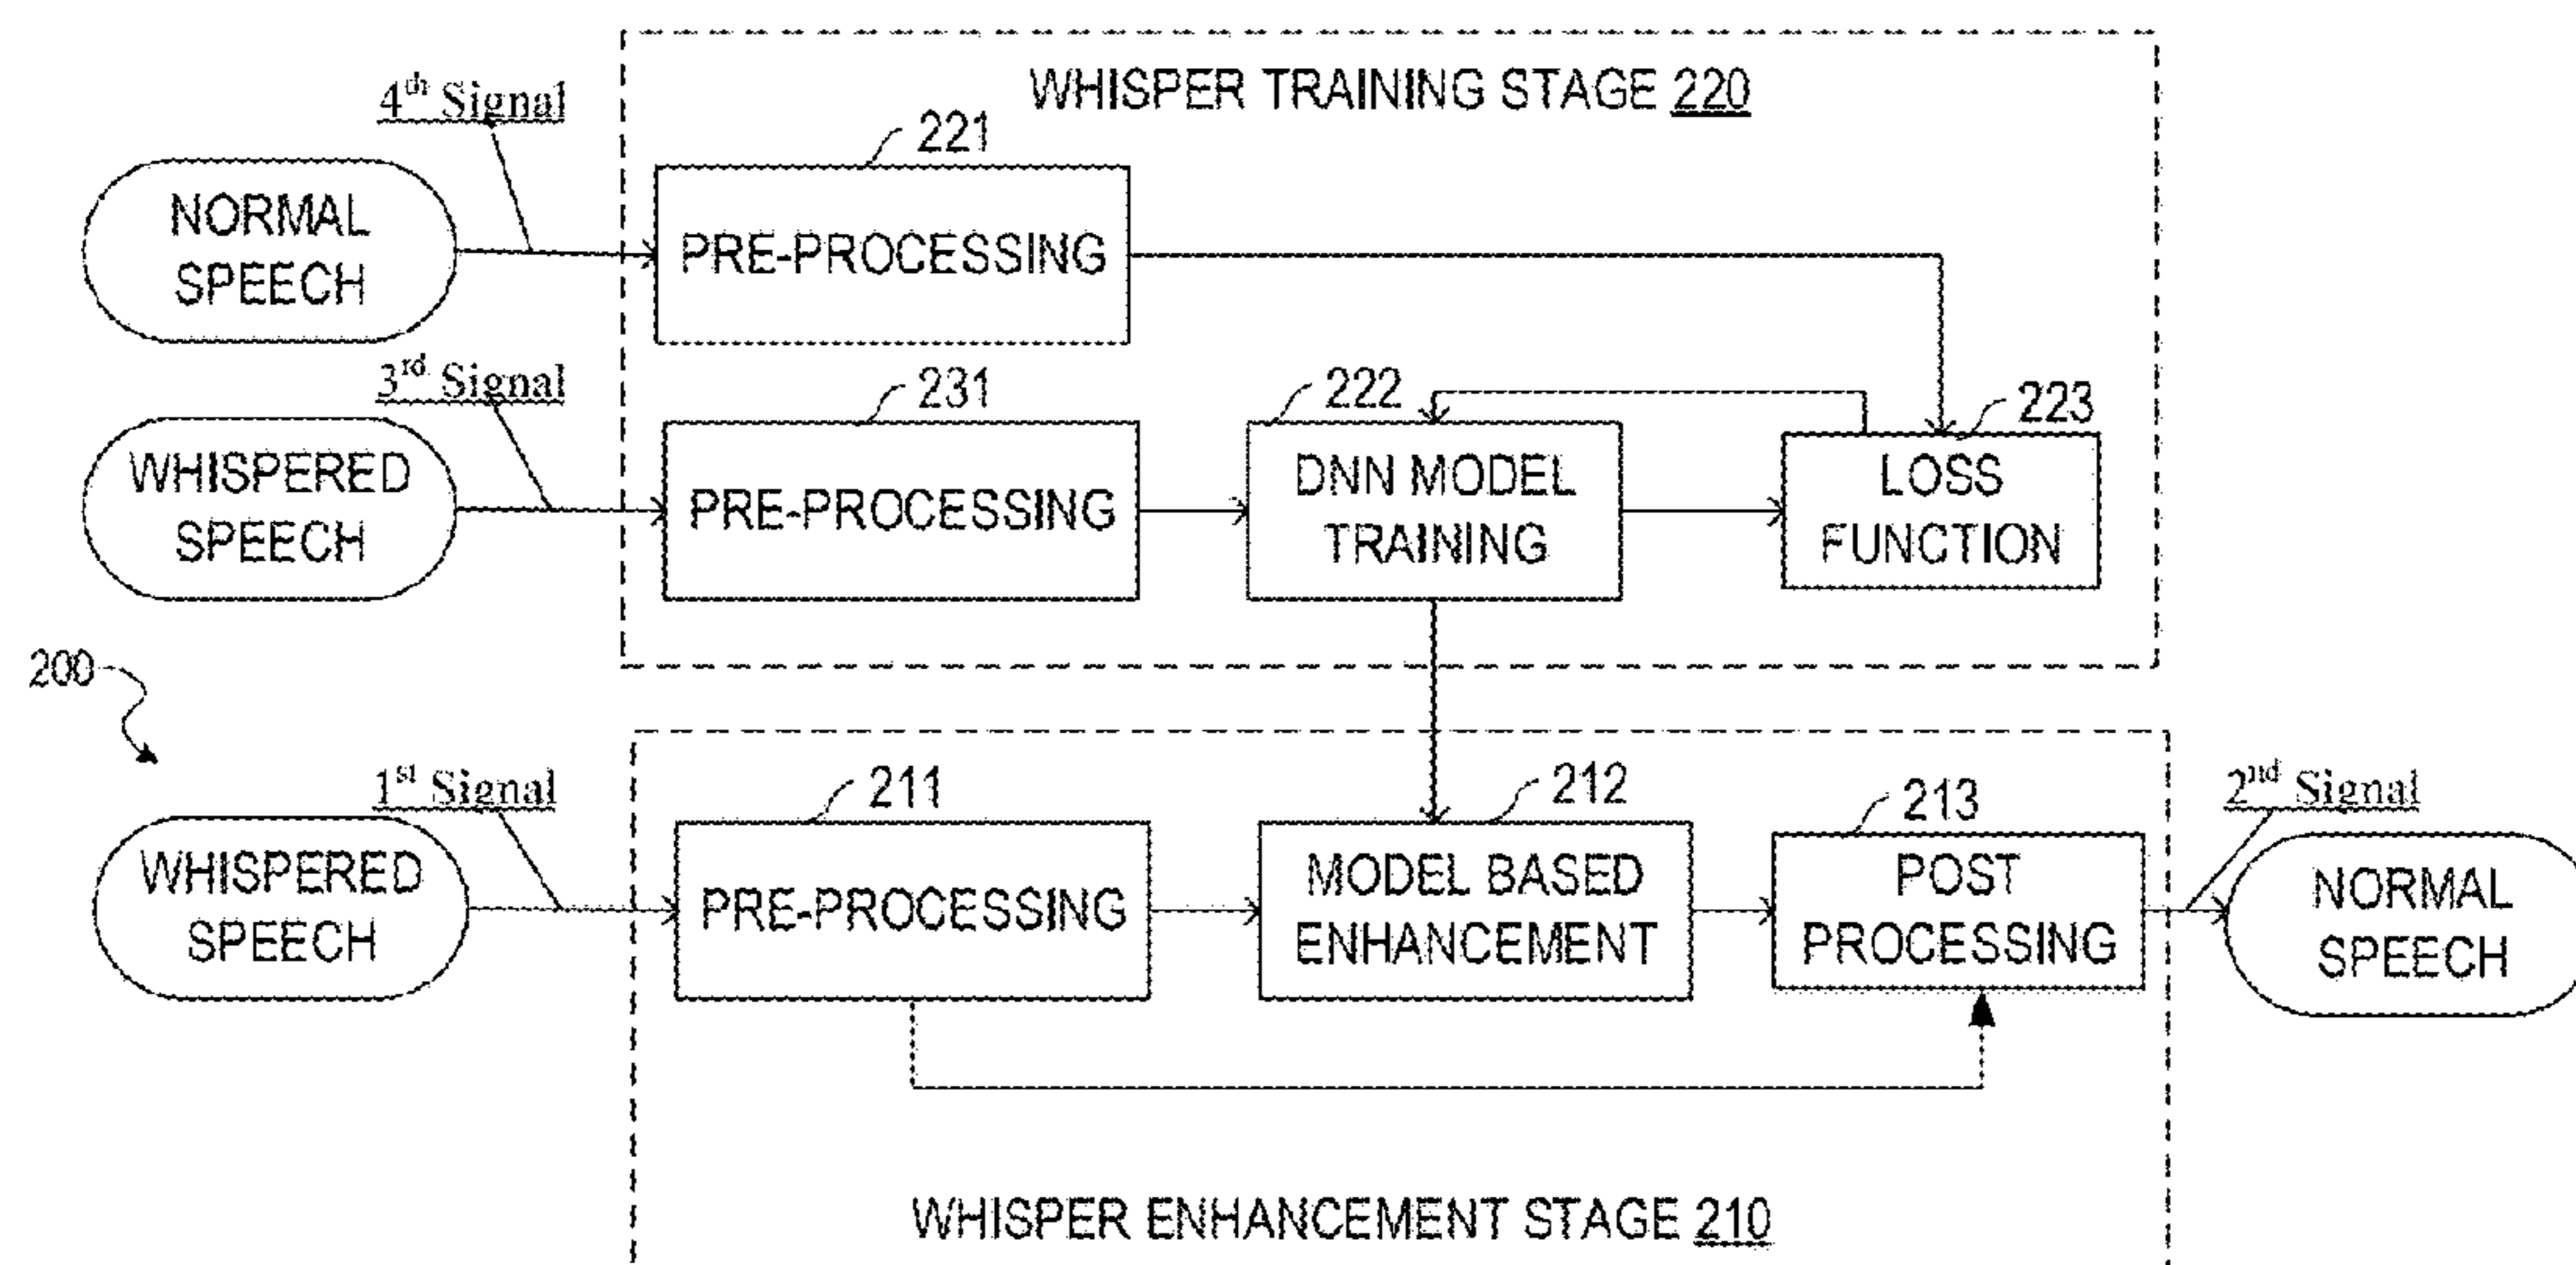 WHISPER TRAINING STAGE 220
4th Signal
221
NORMAL
SPEECH
PRE-PROCESSING
3rd Signal
231
222
223
WHISPERED
SPEECH
PRE-PROCESSING
DNN MODEL
TRAINING
LOSS
FUNCTION
200
1st Signal
211
212
213
2nd Signal
WHISPERED
SPEECH
PRE-PROCESSING
MODEL BASED
ENHANCEMENT
POST
PROCESSING
NORMAL
SPEECH
WHISPER ENHANCEMENT STAGE 210